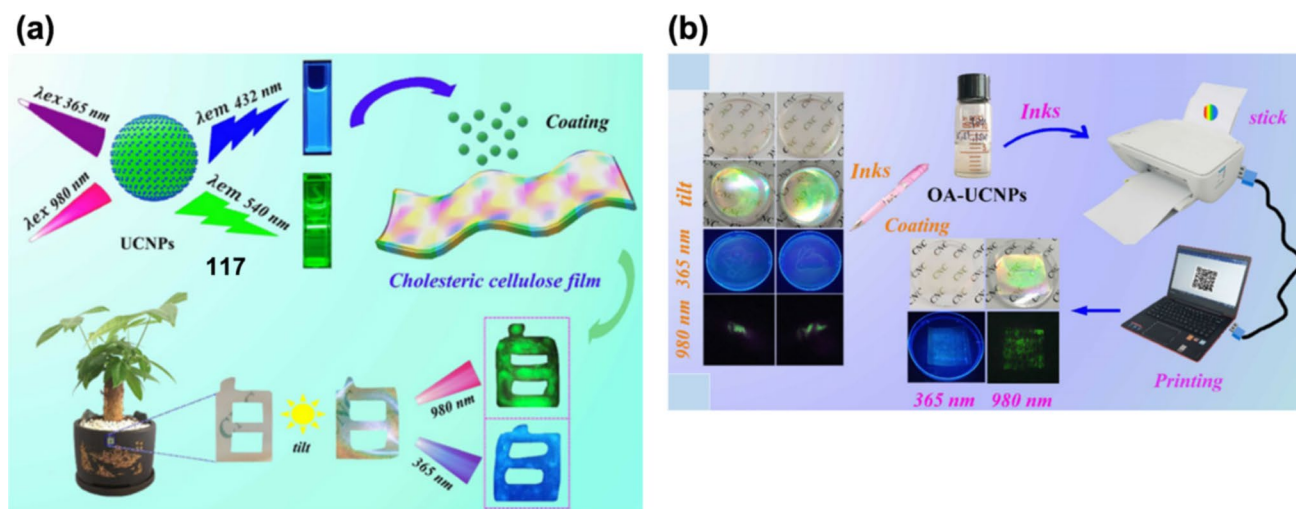 (a)
λex 365 nm
λem 432 nm
λex 980 nm
λem 540 nm
UCNPs
117
Coating
Cholesteric cellulose film
tilt
980 nm
365 nm
(b)
tilt
365 nm
980 nm
CNC
Inks
Coating
OA-UCNPs
Inks
stick
CNC
365 nm
980 nm
Printing